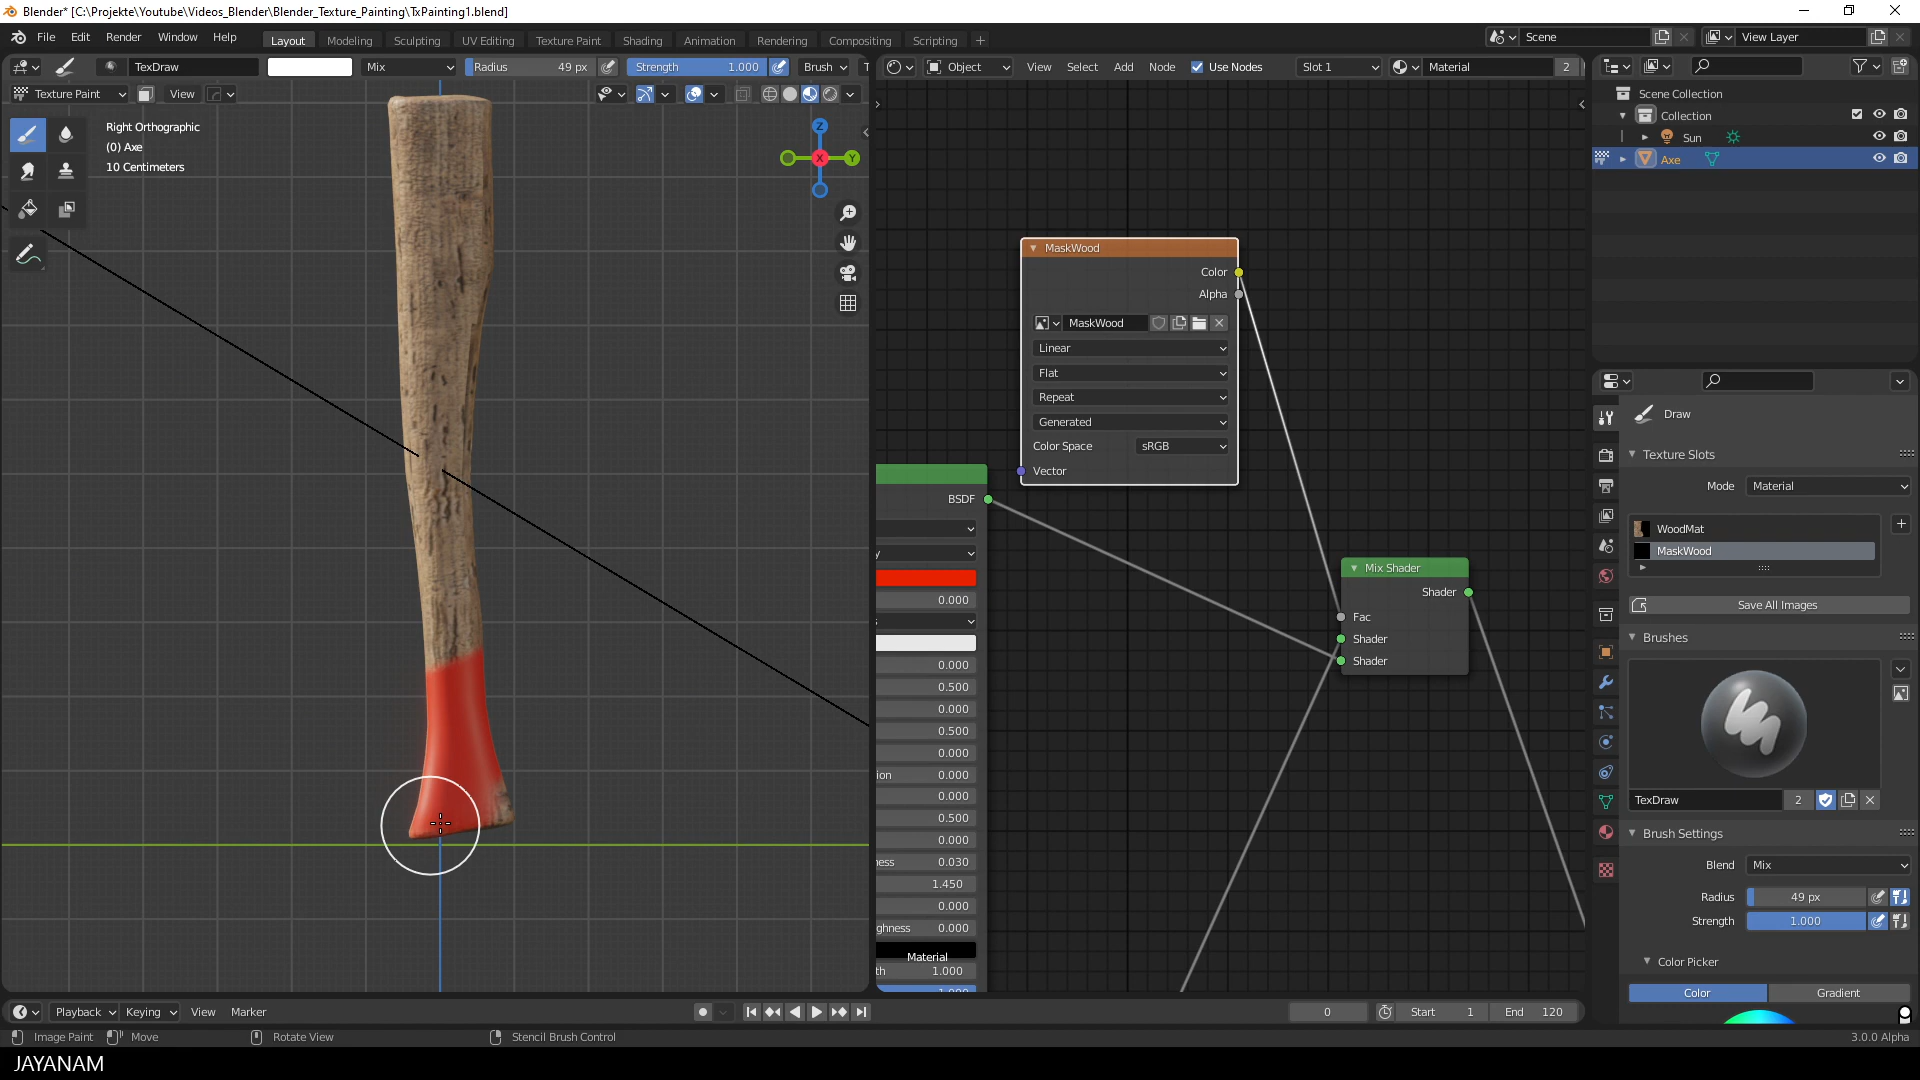 Blender* [C:\Projekte\Youtube\Videos_Blender\Blender_Texture_Painting\TxPainting1.blend]
File Edit Render Window Help Layout Modeling Sculpting UV Editing Texture Paint Shading Animation Rendering Compositing Scripting + Scene View Layer
TexDraw Mix Radius 49 px Strength 1.000 Brush
Texture Paint View
Right Orthographic
(0) Axe
10 Centimeters
Z
X
Y
Object View Select Add Node Use Nodes Slot 1 Material 2
MaskWood
Color
Alpha
MaskWood
Linear
Flat
Repeat
Generated
Color Space sRGB
Vector
BSDF
y
0.000
s
0.000
0.500
0.000
0.500
0.000
ion 0.000
0.000
0.500
0.000
ness 0.030
1.450
0.000
ghness 0.000
Material
th 1.000
1.000
Mix Shader
Shader
Fac
Shader
Shader
Scene Collection
Collection
Sun
Axe
Draw
Texture Slots
Mode Material
WoodMat
MaskWood
Save All Images
Brushes
TexDraw 2
Brush Settings
Blend Mix
Radius 49 px
Strength 1.000
Color Picker
Color Gradient
Playback Keying View Marker 0 Start 1 End 120
Image Paint Move Rotate View Stencil Brush Control 3.0.0 Alpha
JAYANAM